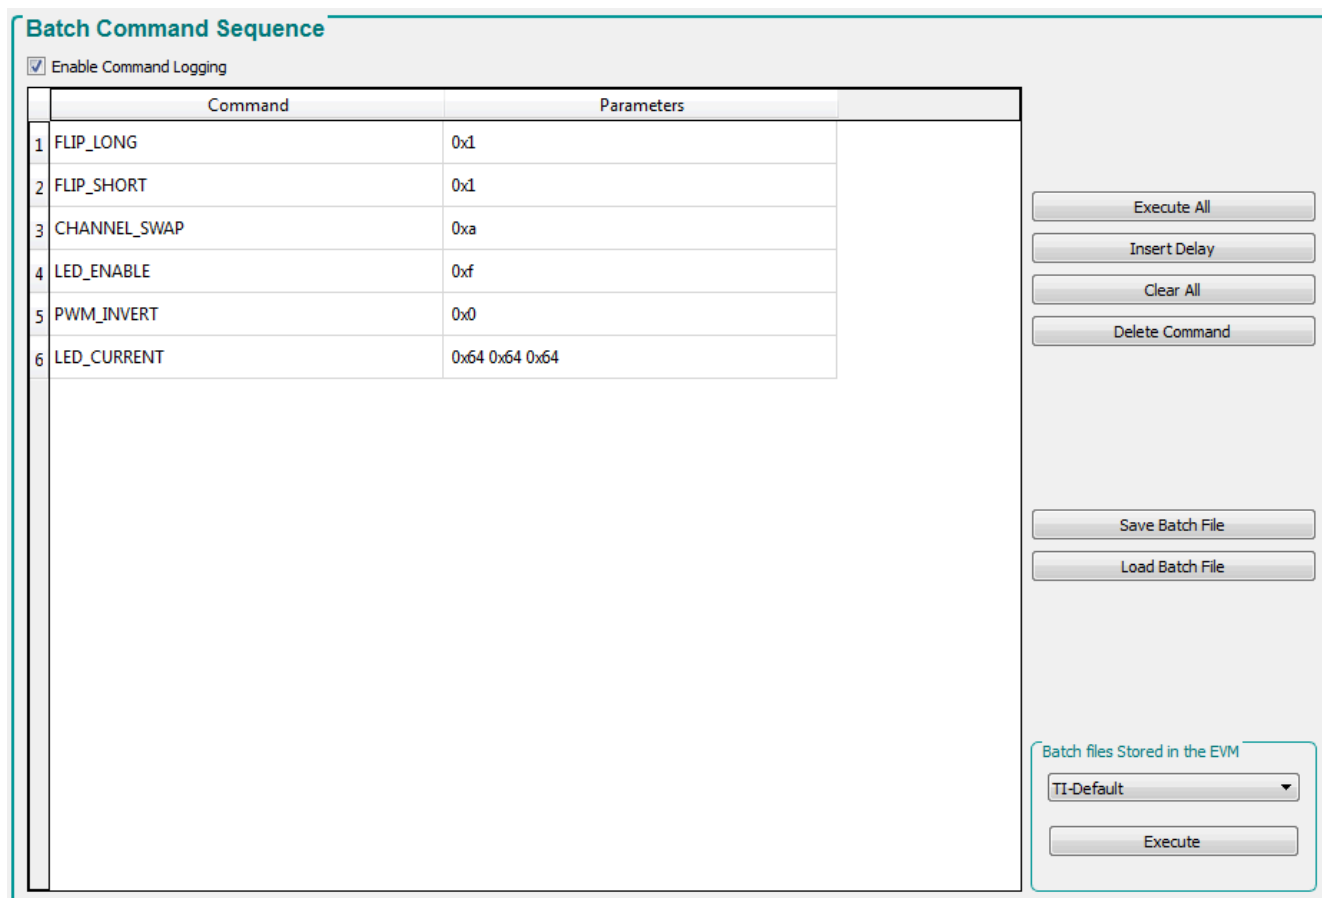 Batch Command Sequence
Enable Command Logging
Command Parameters
1 FLIP_LONG 0x1
2 FLIP_SHORT 0x1
3 CHANNEL_SWAP 0xa
4 LED_ENABLE 0xf
5 PWM_INVERT 0x0
6 LED_CURRENT 0x64 0x64 0x64
Execute All
Insert Delay
Clear All
Delete Command
Save Batch File
Load Batch File
Batch files Stored in the EVM
TI-Default
Execute